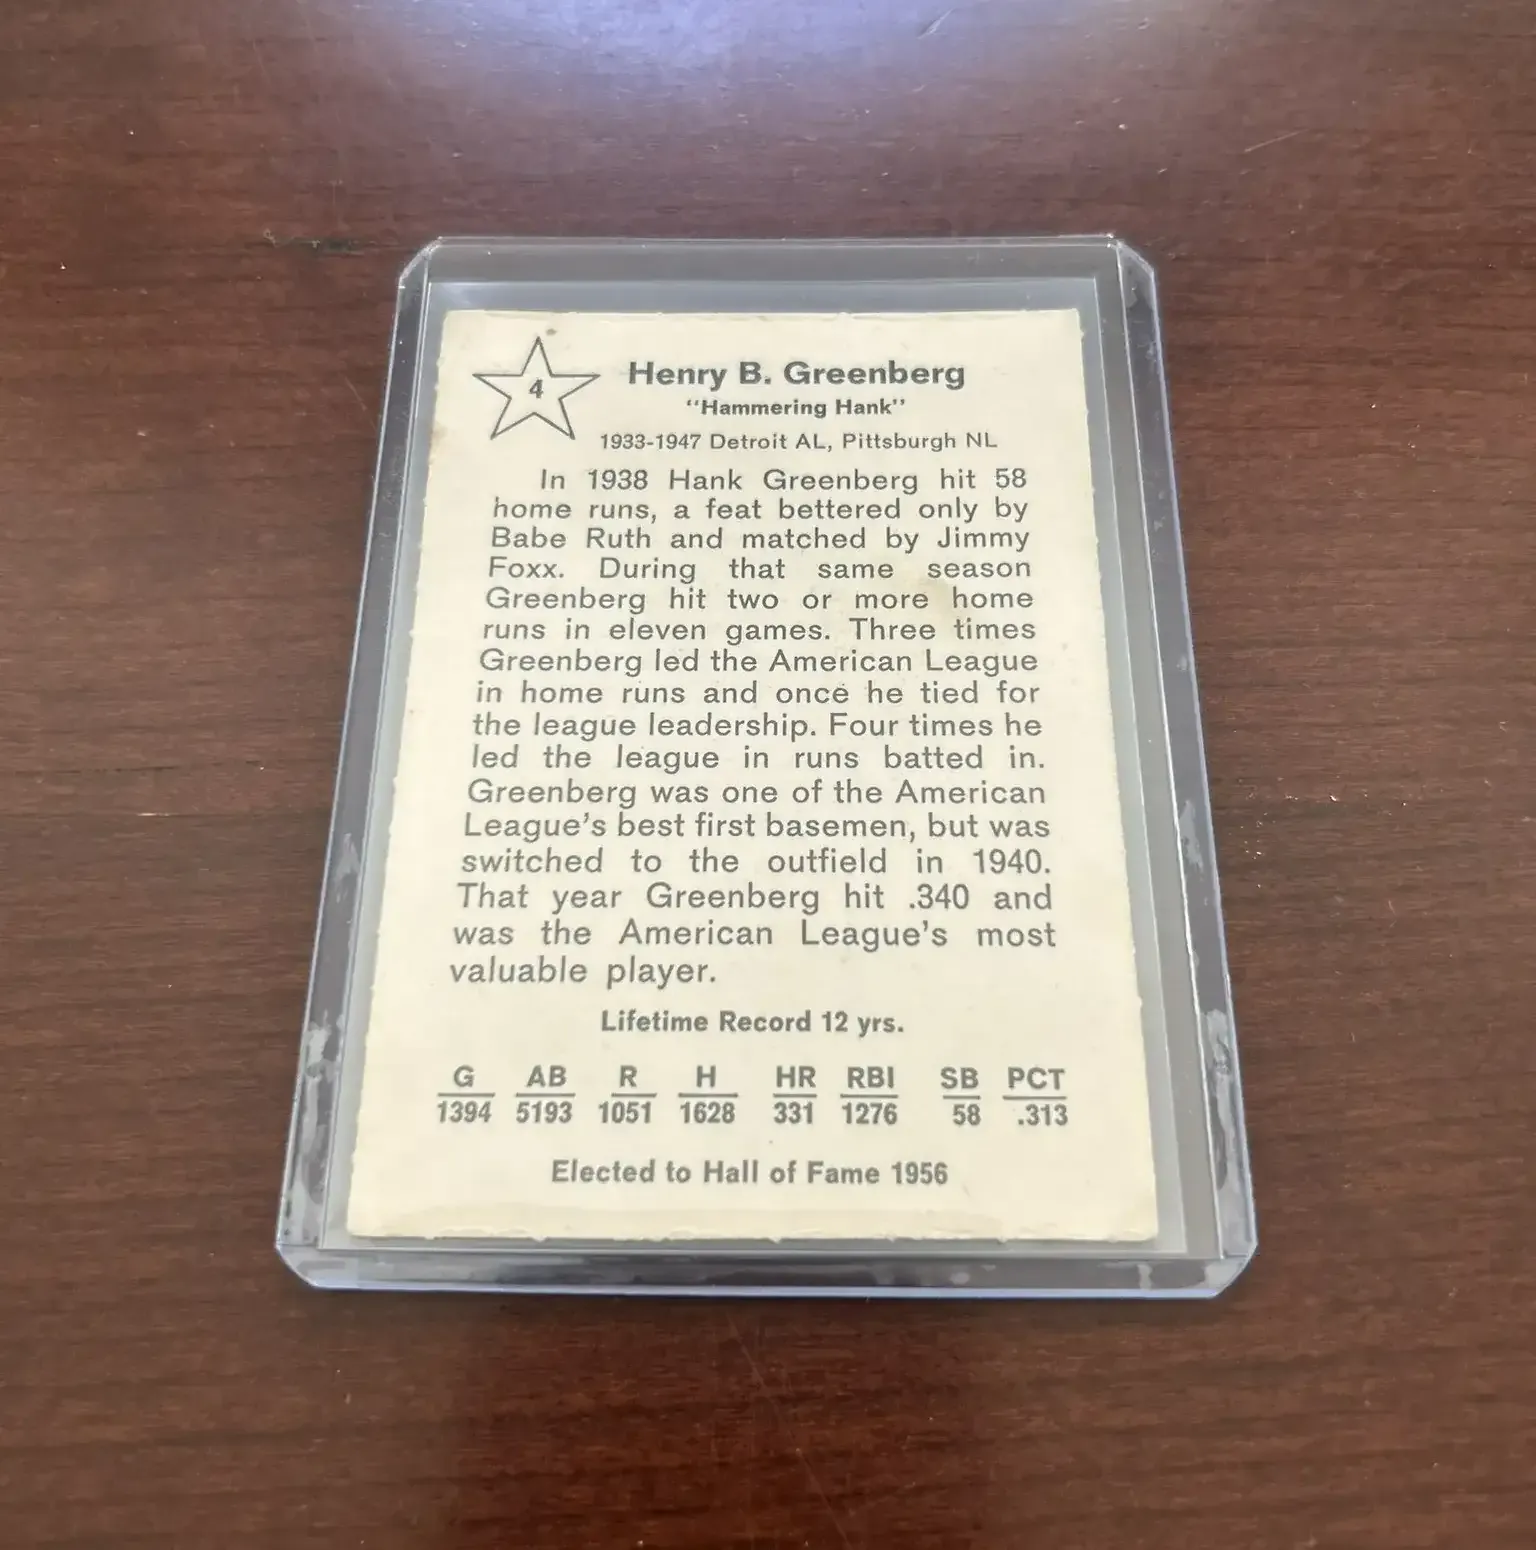 4
Henry B. Greenberg
"Hammering Hank"
1933-1947 Detroit AL, Pittsburgh NL
In 1938 Hank Greenberg hit 58
home runs, a feat bettered only by
Babe Ruth and matched by Jimmy
Foxx. During that same season
Greenberg hit two or more home
runs in eleven games. Three times
Greenberg led the American League
in home runs and once he tied for
the league leadership. Four times he
led the league in runs batted in.
Greenberg was one of the American
League's best first basemen, but was
switched to the outfield in 1940.
That year Greenberg hit .340 and
was the American League's most
valuable player.
Lifetime Record 12 yrs.
G AB R H HR RBI SB PCT
1394 5193 1051 1628 331 1276 58 .313
Elected to Hall of Fame 1956